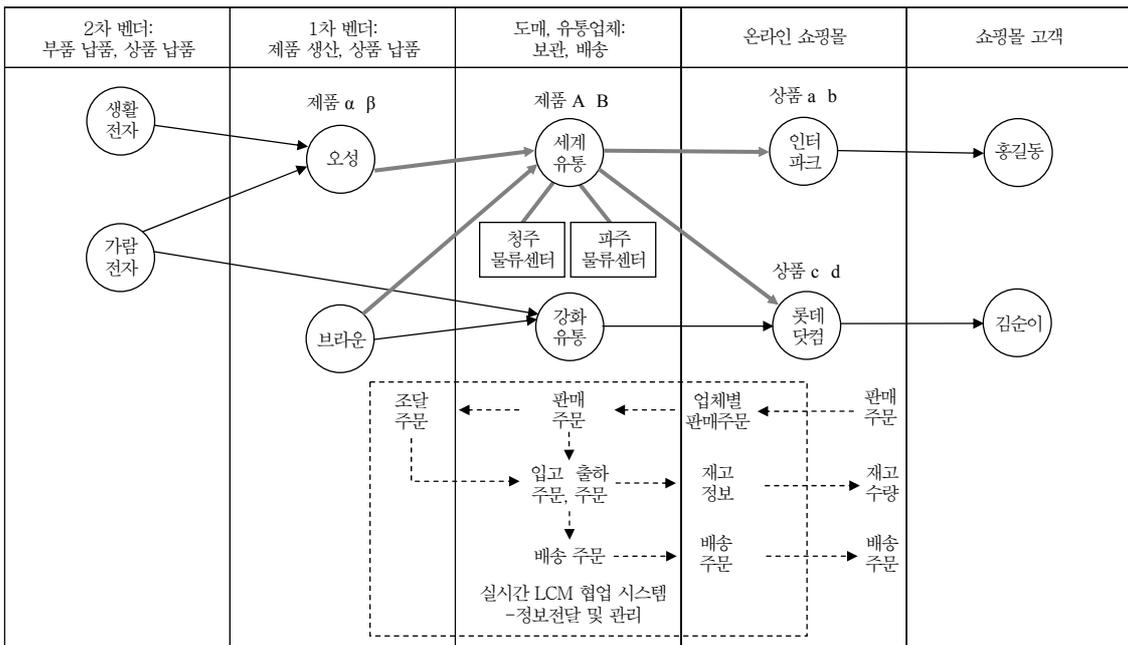 2차 벤더:
부품 납품, 상품 납품
1차 벤더:
제품 생산, 상품 납품
도매, 유통업체:
보관, 배송
온라인 쇼핑몰
쇼핑몰 고객
생활
전자
가람
전자
제품 α β
오성
브라운
제품 A B
세계
유통
청주
물류센터
파주
물류센터
강화
유통
상품 a b
인터
파크
상품 c d
롯데
닷컴
홍길동
김순이
조달
주문
판매
주문
업체별
판매주문
판매
주문
입고 출하
주문, 주문
재고
정보
재고
수량
배송 주문
배송
주문
배송
주문
실시간 LCM 협업 시스템
-정보전달 및 관리